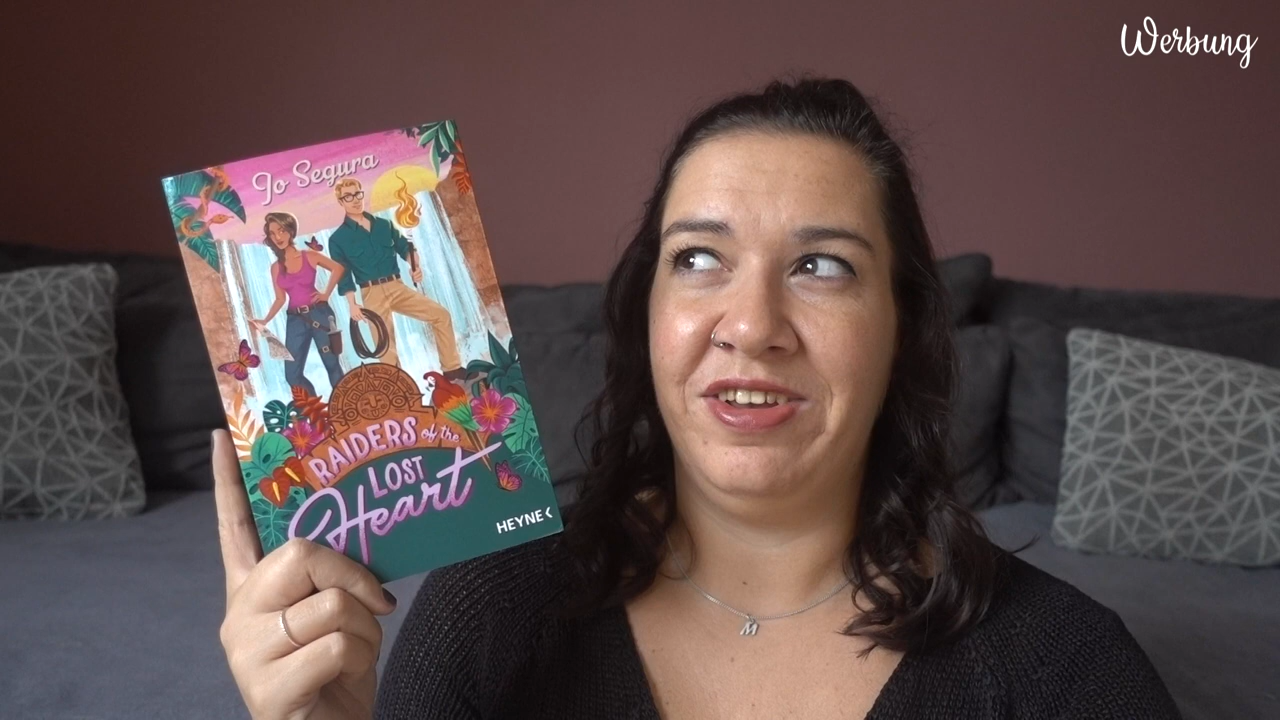 Werbung
Jo Segura
RAIDERS of the
LOST
Heart
HEYNE<
M